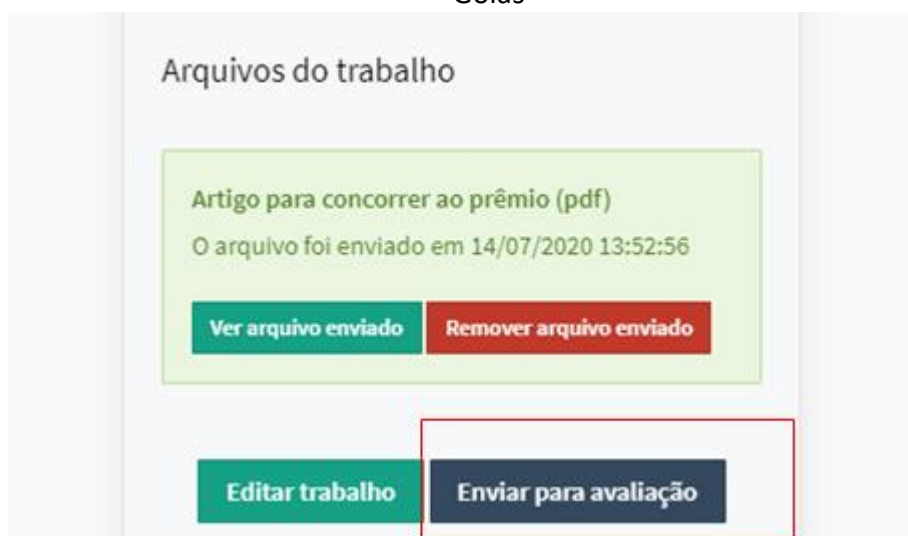 Goiás
Arquivos do trabalho
Artigo para concorrer ao prêmio (pdf)
O arquivo foi enviado em 14/07/2020 13:52:56
Ver arquivo enviado Remover arquivo enviado
Editar trabalho Enviar para avaliação